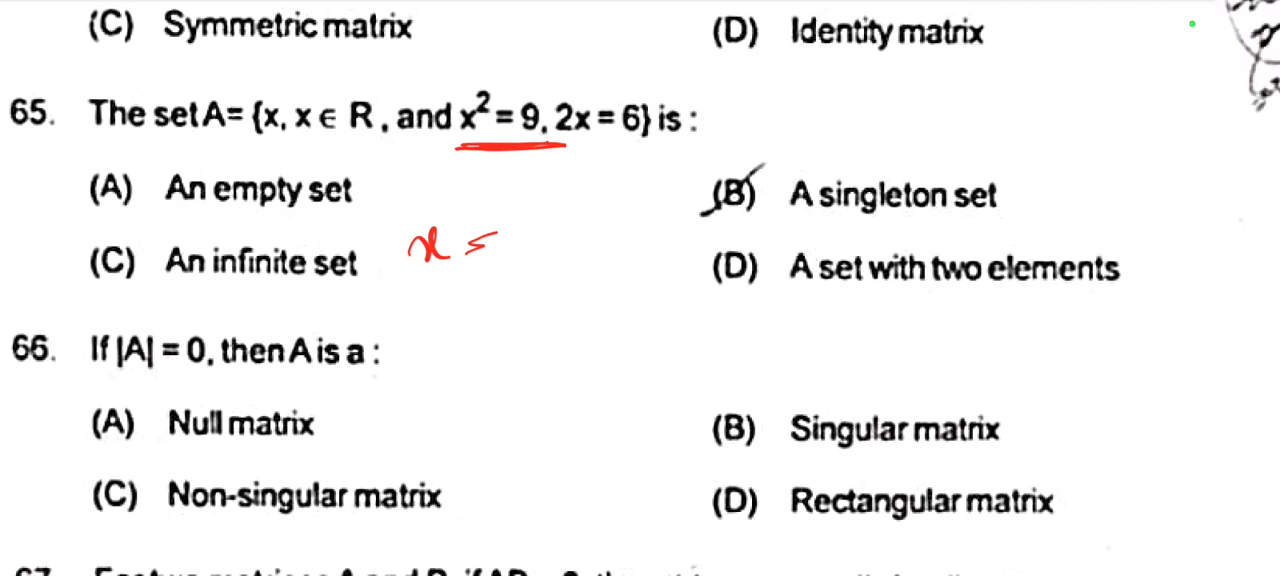 (C) Symmetric matrix
(D) Identity matrix
65. The set A= {x, x ∈ R, and x² = 9, 2x = 6} is :
(A) An empty set
(B) A singleton set
(C) An infinite set
x =
(D) A set with two elements
66. If |A| = 0, then A is a :
(A) Null matrix
(B) Singular matrix
(C) Non-singular matrix
(D) Rectangular matrix